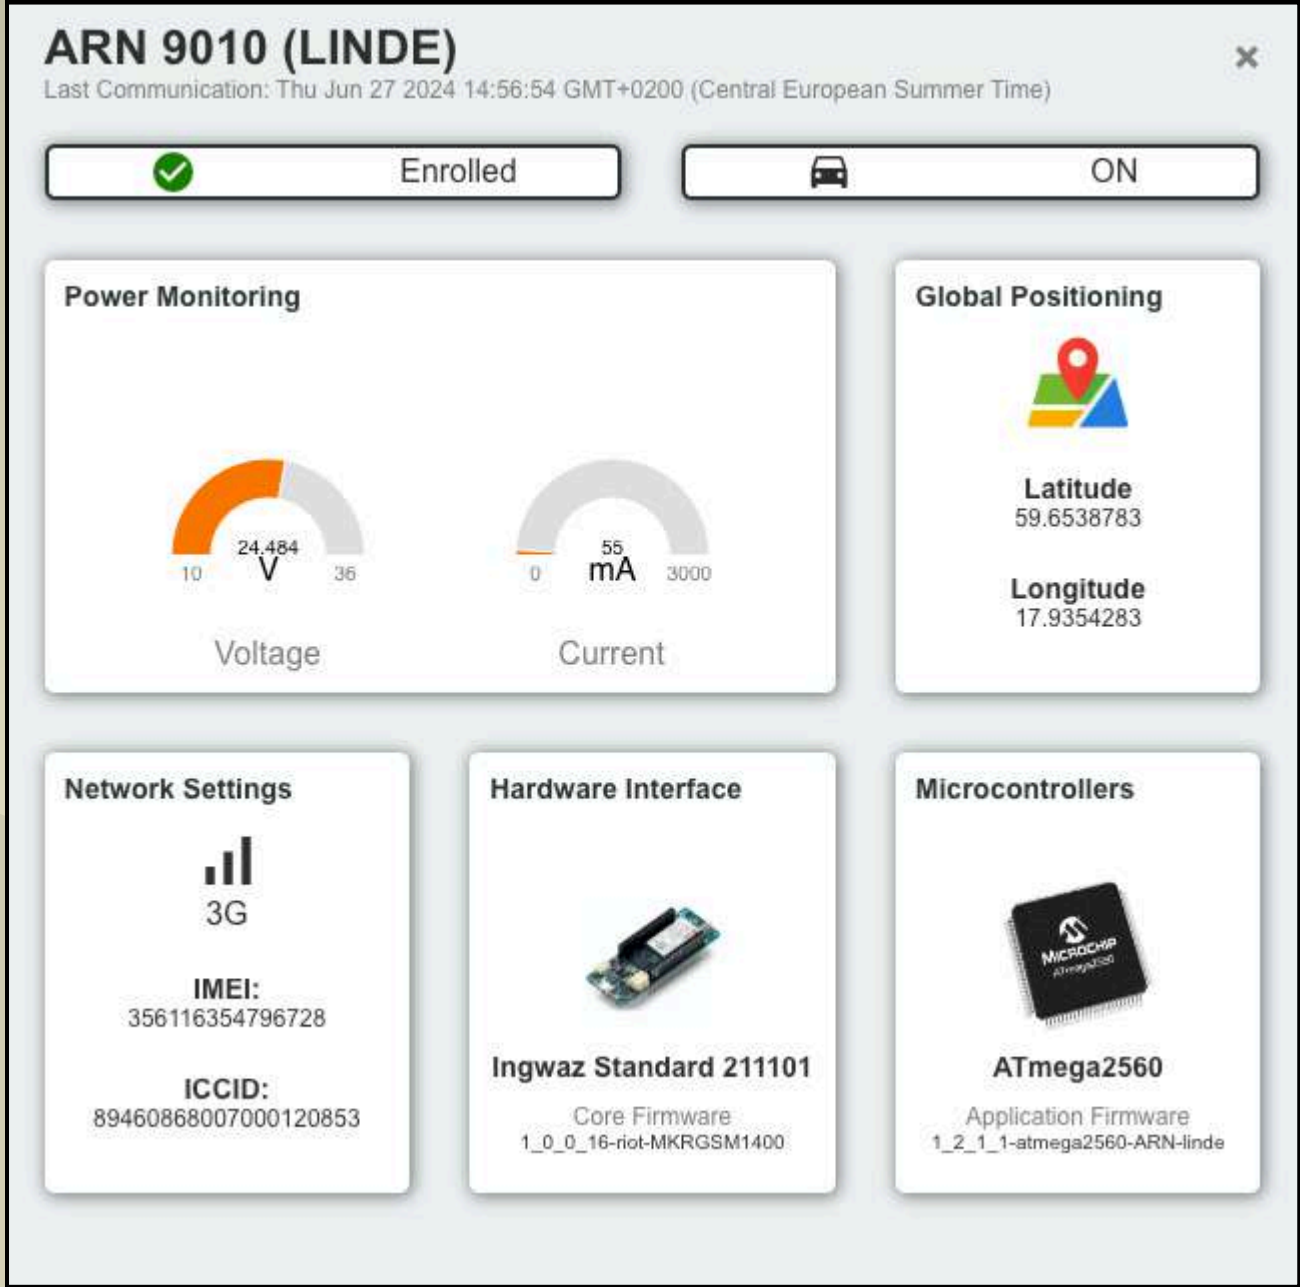 ARN 9010 (LINDE)
Last Communication: Thu Jun 27 2024 14:56:54 GMT+0200 (Central European Summer Time)
Enrolled
ON
Power Monitoring
24.484
V
10
36
Voltage
55
mA
0
3000
Current
Global Positioning
Latitude
59.6538783
Longitude
17.9354283
Network Settings
3G
IMEI:
356116354796728
ICCID:
89460868007000120853
Hardware Interface
Ingwaz Standard 211101
Core Firmware
1_0_0_16-riot-MKRGSM1400
Microcontrollers
MICROCHIP
ATmega2560
ATmega2560
Application Firmware
1_2_1_1-atmega2560-ARN-linde